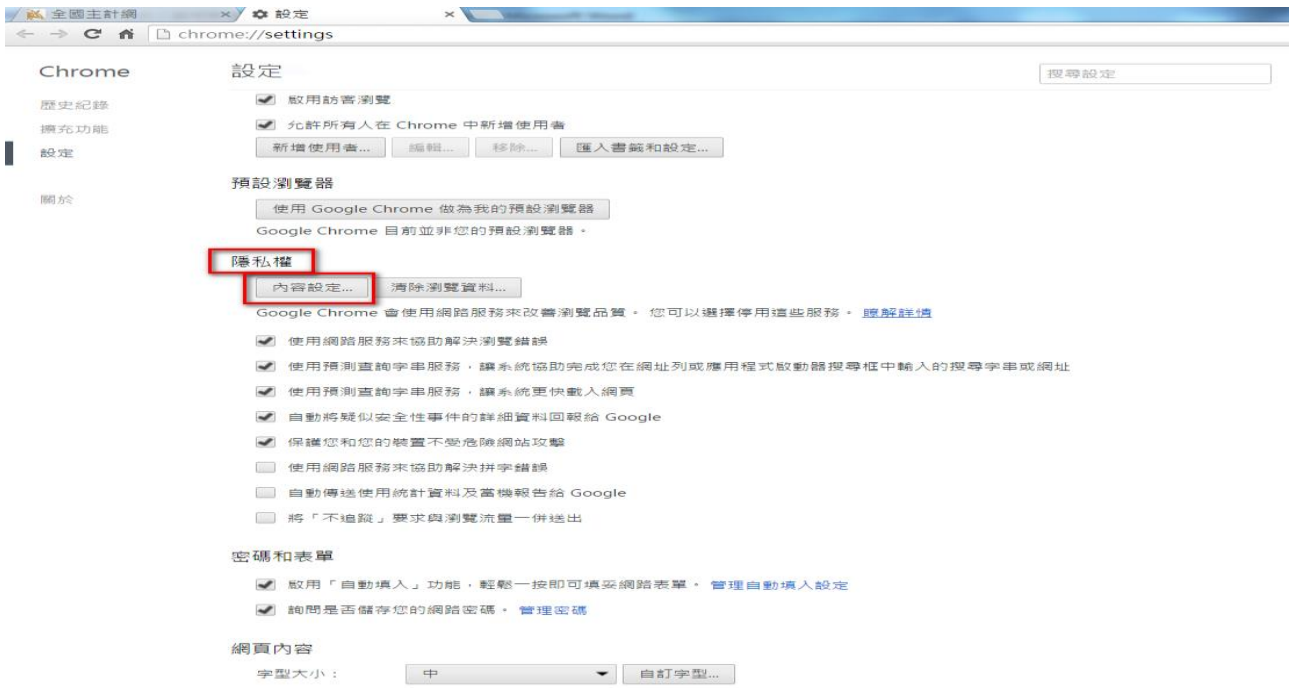 全國主計網
設定
chrome://settings
Chrome
設定
搜尋設定
歷史紀錄
擴充功能
設定
關於
啟用訪客瀏覽
允許所有人在 Chrome 中新增使用者
新增使用者... 編輯... 移除... 匯入書籤和設定...
預設瀏覽器
使用 Google Chrome 做為我的預設瀏覽器
Google Chrome 目前並非您的預設瀏覽器。
隱私權
內容設定... 清除瀏覽資料...
Google Chrome 會使用網路服務來改善瀏覽品質。您可以選擇停用這些服務。瞭解詳情
使用網路服務來協助解決瀏覽錯誤
使用預測查詢字串服務，讓系統協助完成您在網址列或應用程式啟動器搜尋框中輸入的搜尋字串或網址
使用預測查詢字串服務，讓系統更快載入網頁
自動將疑似安全性事件的詳細資料回報給 Google
保護您和您的裝置不受危險網站攻擊
使用網路服務來協助解決拼字錯誤
自動傳送使用統計資料及當機報告給 Google
將「不追蹤」要求與瀏覽流量一併送出
密碼和表單
啟用「自動填入」功能，輕鬆一按即可填妥網路表單。管理自動填入設定
詢問是否儲存您的網路密碼。管理密碼
網頁內容
字型大小： 中 自訂字型...